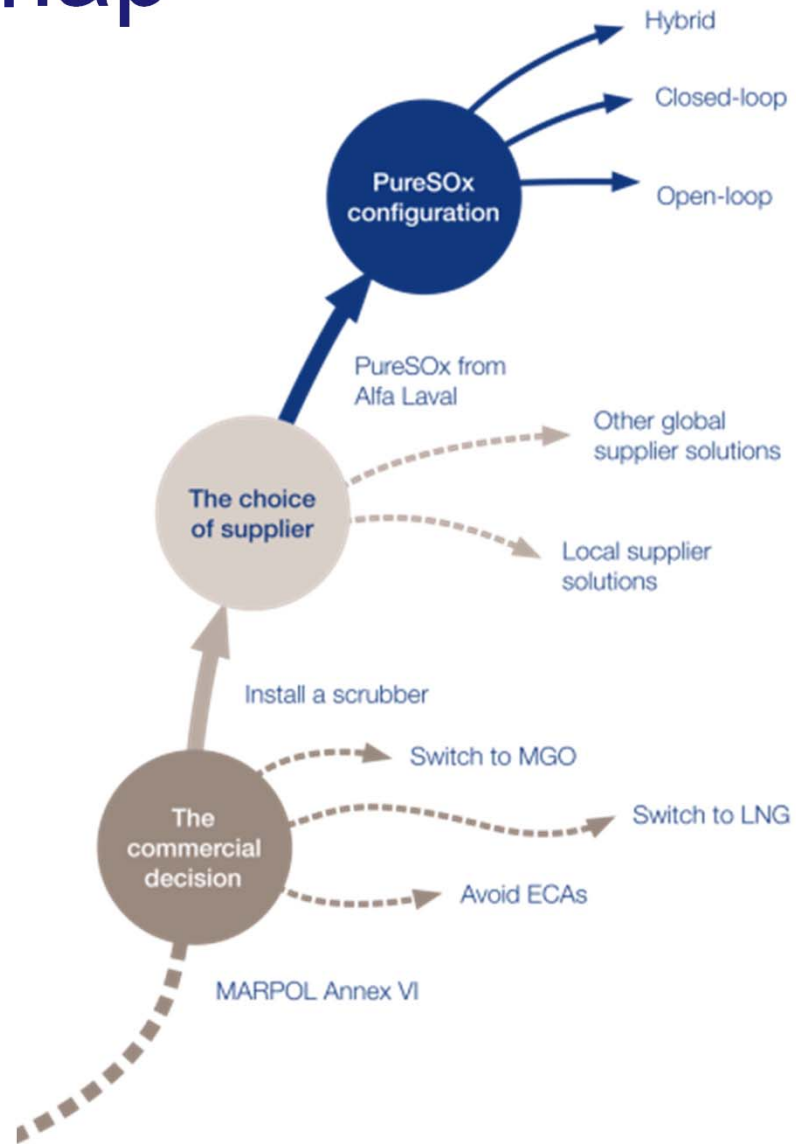 Hybrid
Closed-loop
PureSOx
configuration
Open-loop
PureSOx from
Alfa Laval
Other global
supplier solutions
The choice
of supplier
Local supplier
solutions
Install a scrubber
Switch to MGO
Switch to LNG
The
commercial
decision
Avoid ECAs
MARPOL Annex VI